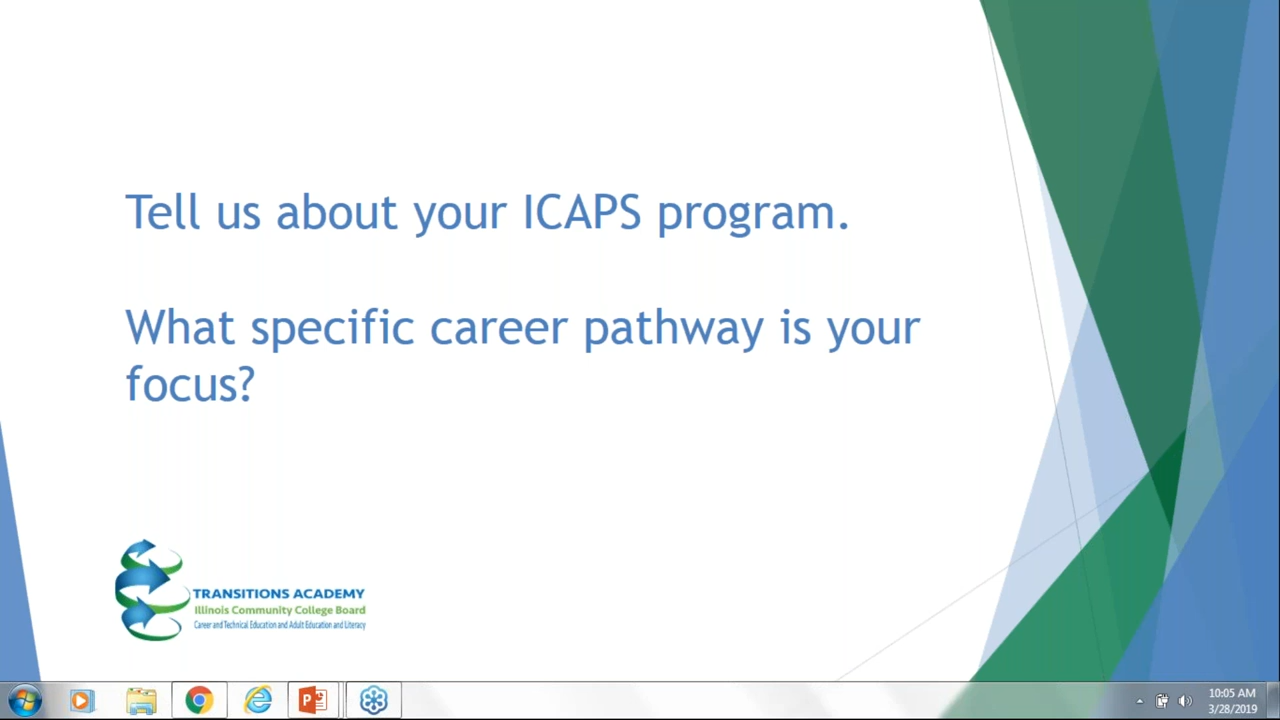 Tell us about your ICAPS program.
What specific career pathway is your
focus?
TRANSITIONS ACADEMY
Illinois Community College Board
Career and Technical Education and Adult Education and Literacy
10:05 AM
3/28/2019